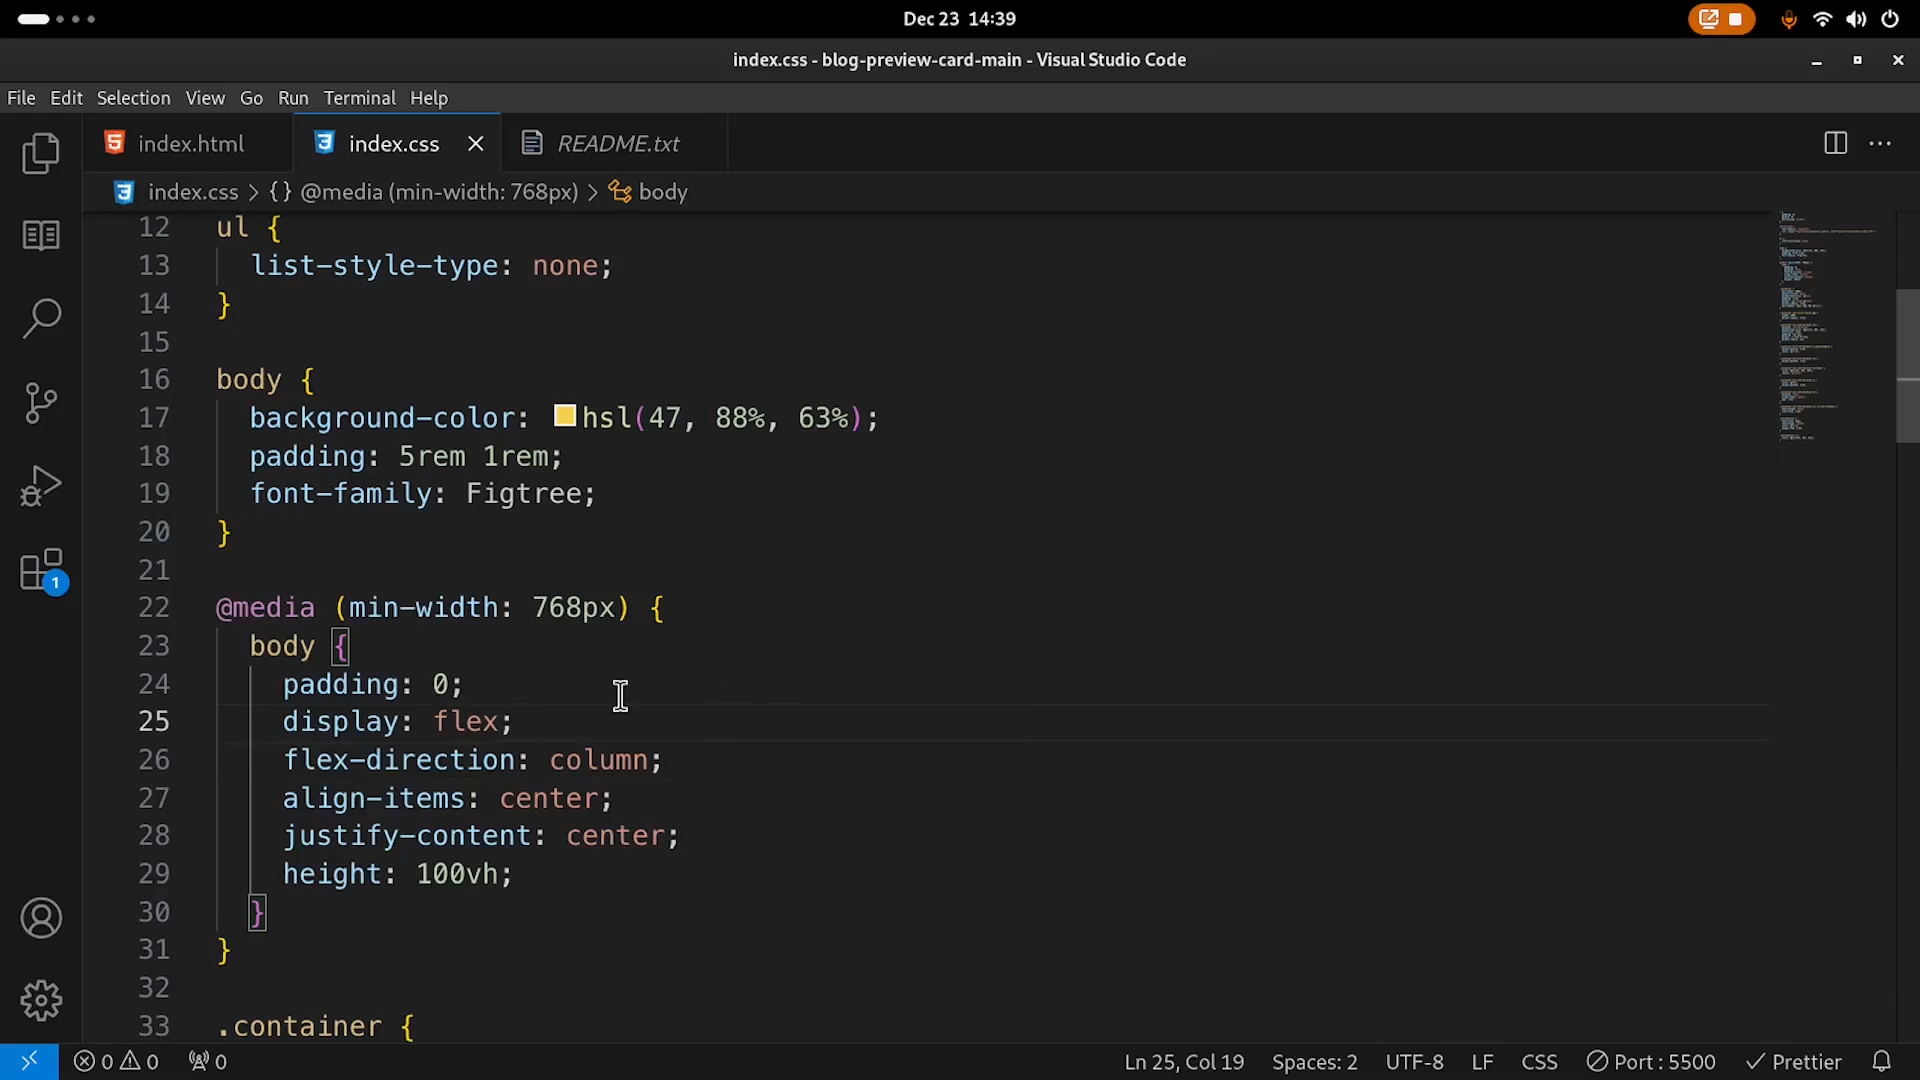 Dec 23 14:39
index.css - blog-preview-card-main - Visual Studio Code
File Edit Selection View Go Run Terminal Help
index.html index.css README.txt
index.css > {} @media (min-width: 768px) > body
12 ul {
13 list-style-type: none;
14 }
15
16 body {
17 background-color: hsl(47, 88%, 63%);
18 padding: 5rem 1rem;
19 font-family: Figtree;
20 }
21
22 @media (min-width: 768px) {
23 body {
24 padding: 0;
25 display: flex;
26 flex-direction: column;
27 align-items: center;
28 justify-content: center;
29 height: 100vh;
30 }
31 }
32
33 .container {
1
0 0 0 Ln 25, Col 19 Spaces: 2 UTF-8 LF CSS Port : 5500 Prettier